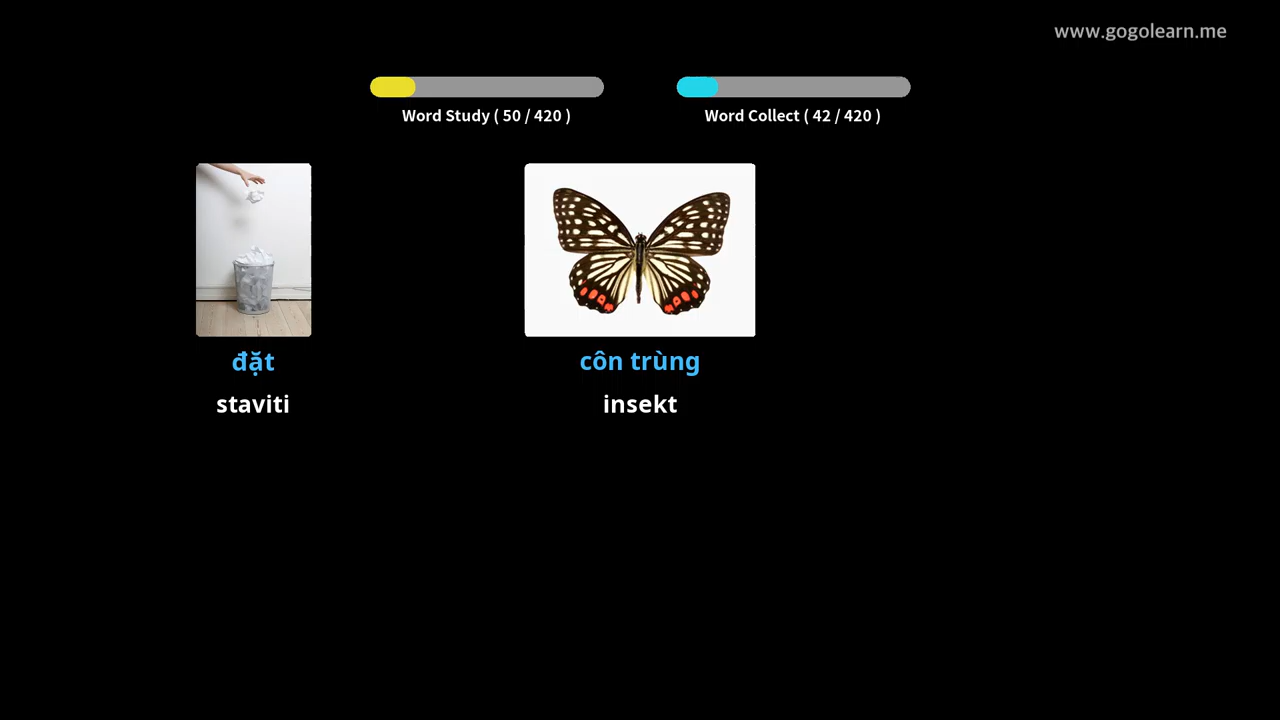 www.gogolearn.me
Word Study ( 50 / 420 )
Word Collect ( 42 / 420 )
đặt
staviti
côn trùng
insekt